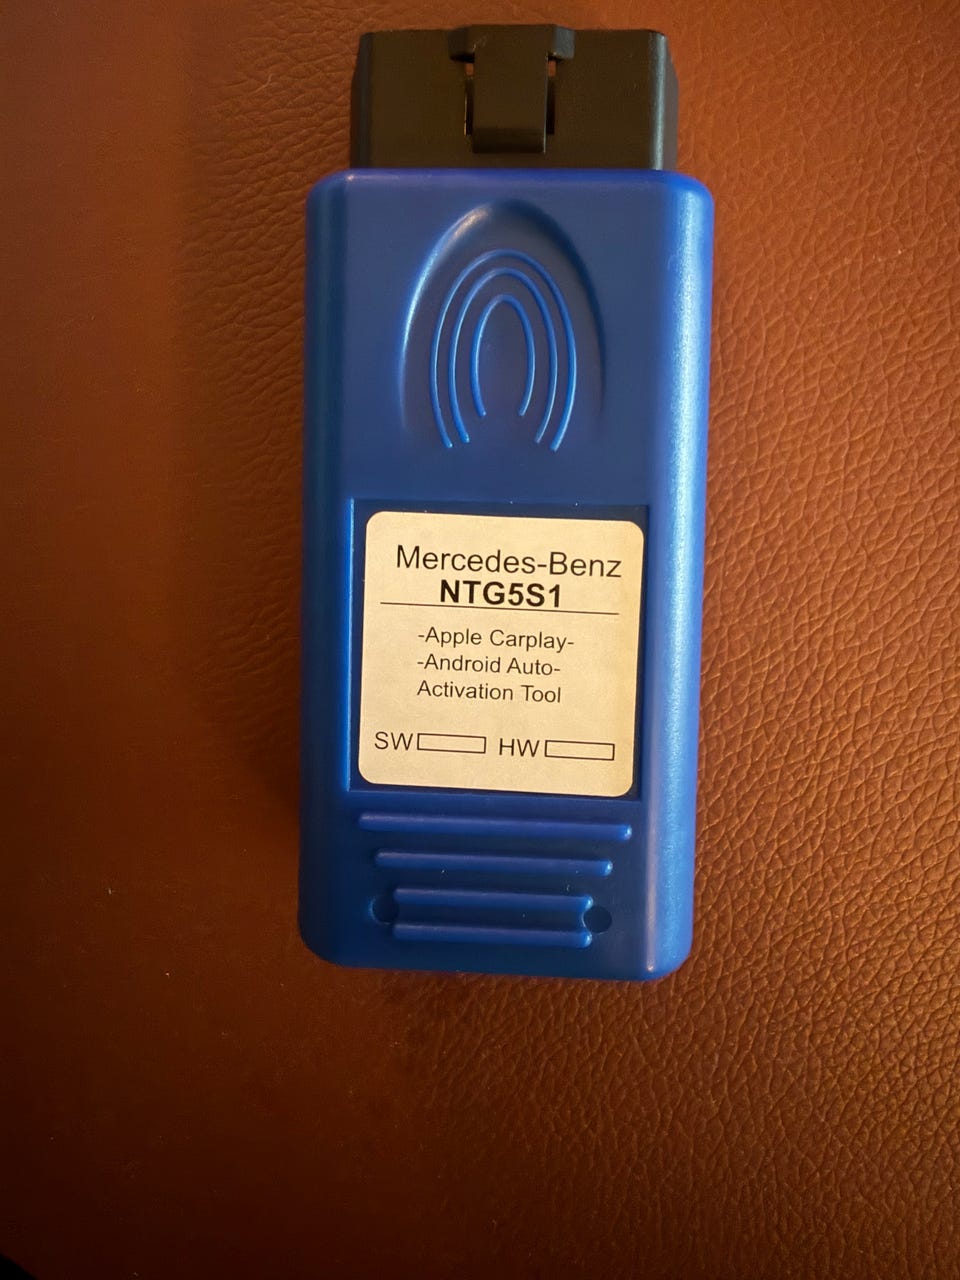 Mercedes-Benz
NTG5S1
-Apple Carplay-
-Android Auto-
Activation Tool
SW HW